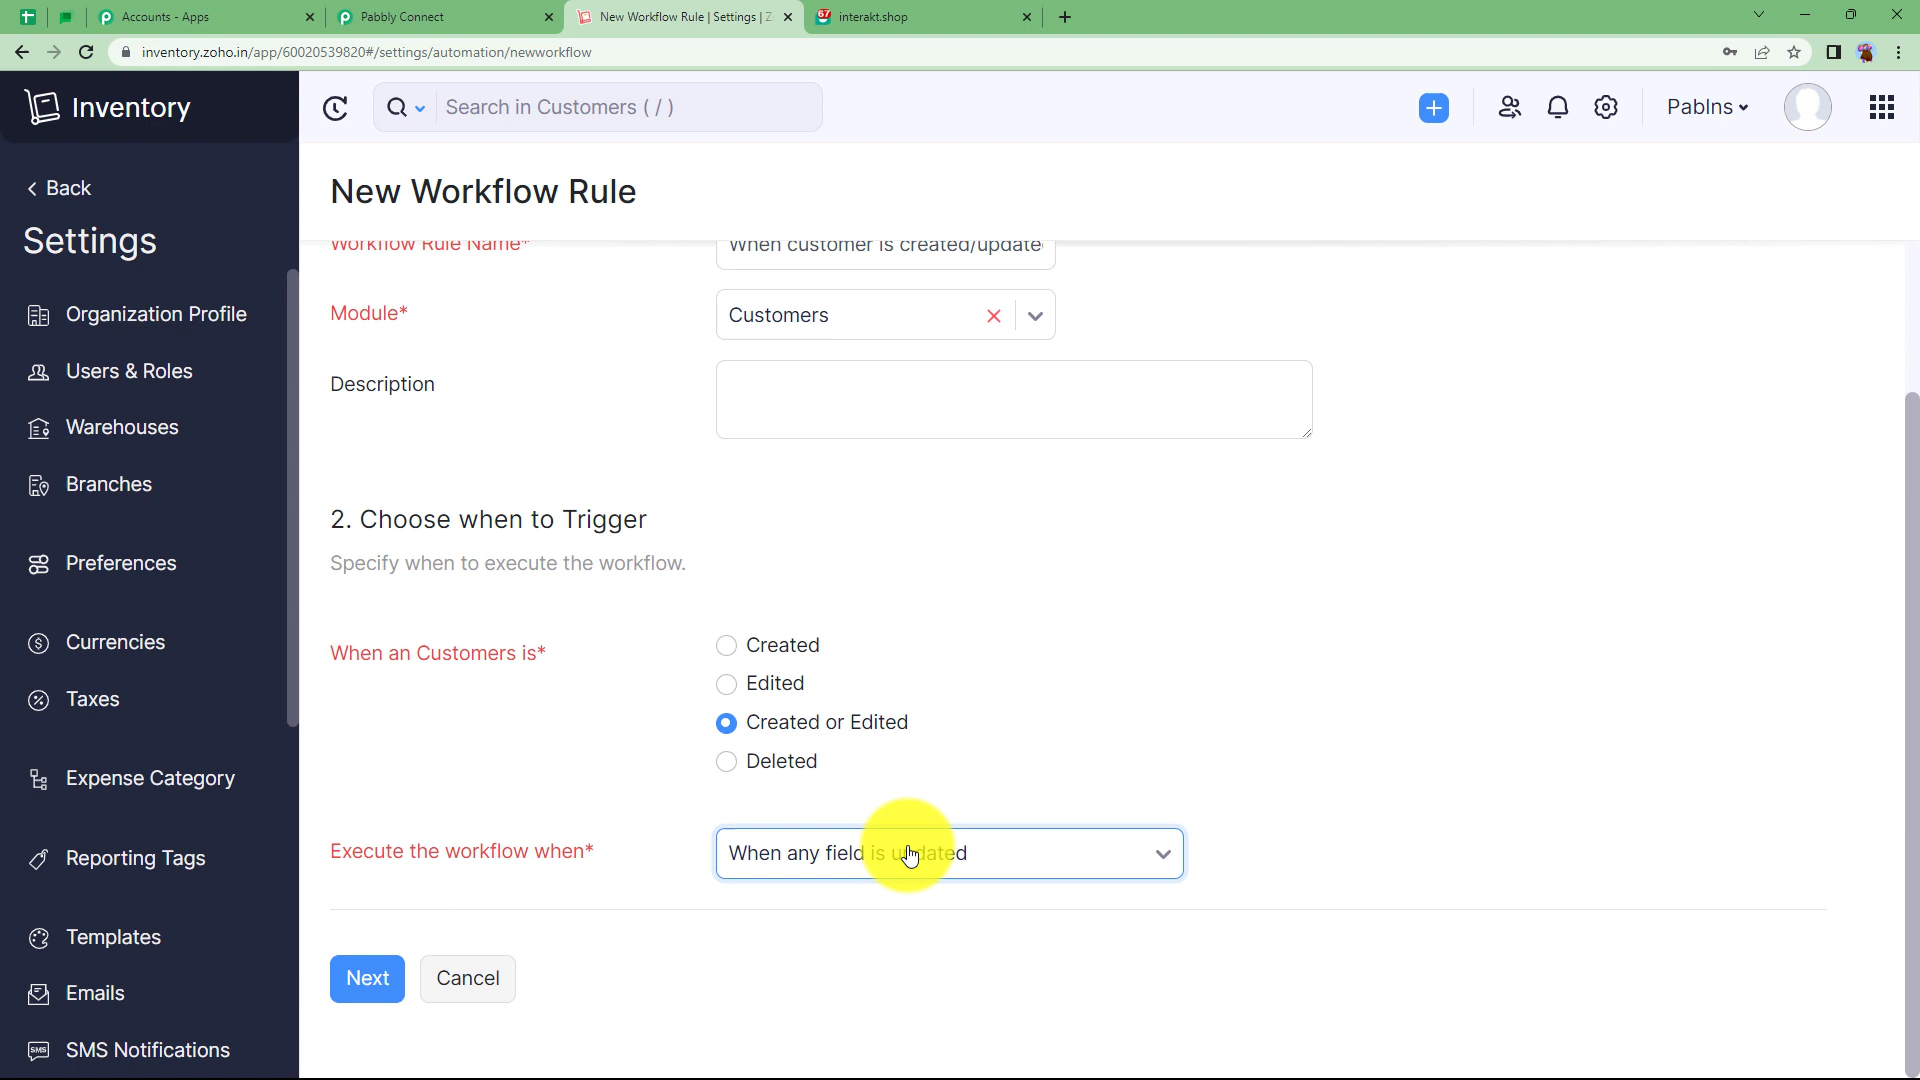 Accounts - Apps
Pabbly Connect
New Workflow Rule | Settings | Z
interakt.shop
inventory.zoho.in/app/60020539820#/settings/automation/newworkflow
Inventory
Search in Customers ( / )
PabIns
Back
Settings
Organization Profile
Users & Roles
Warehouses
Branches
Preferences
Currencies
Taxes
Expense Category
Reporting Tags
Templates
Emails
SMS
SMS Notifications
New Workflow Rule
Workflow Rule Name*
When customer is created/update
Module*
Customers
Description
2. Choose when to Trigger
Specify when to execute the workflow.
When an Customers is*
Created
Edited
Created or Edited
Deleted
Execute the workflow when*
When any field is updated
Next
Cancel